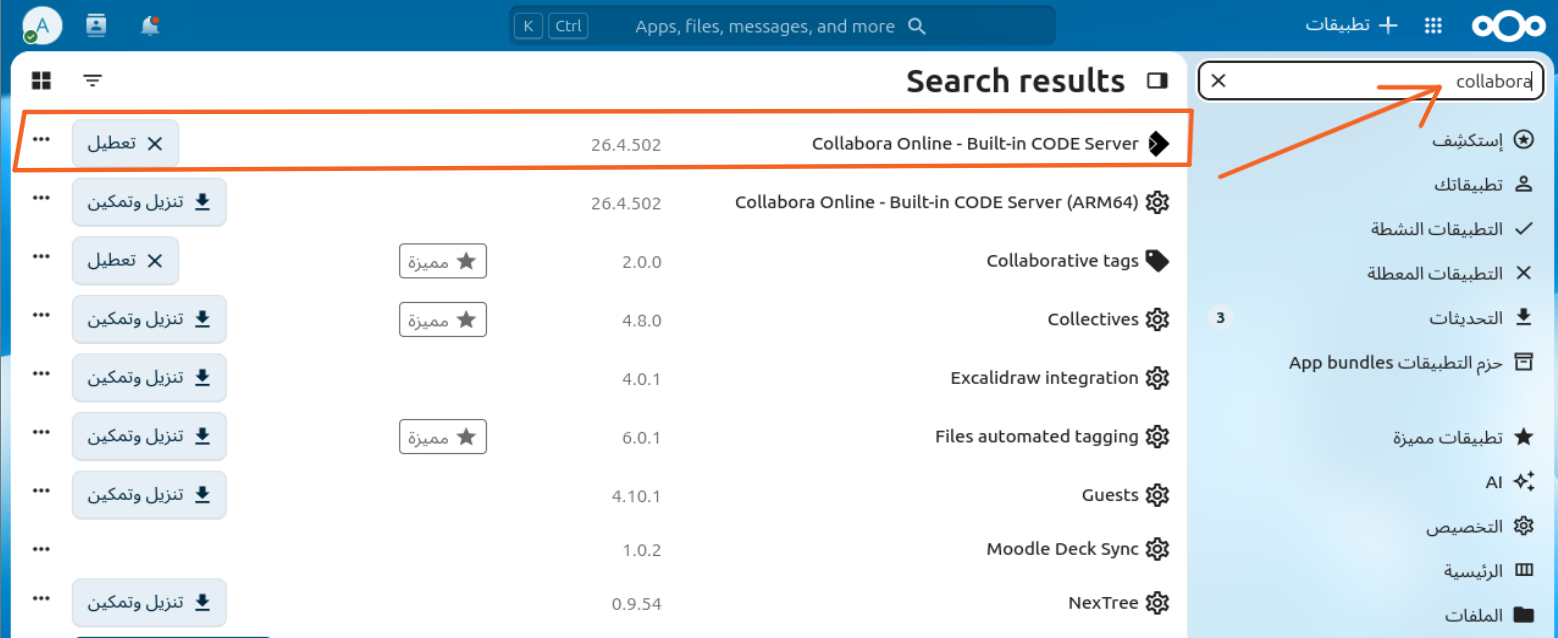 تطبيقات
Apps, files, messages, and more
Ctrl
K
A
collabora
إستكشِف
تطبيقاتك
التطبيقات النشطة
التطبيقات المعطلة
التحديثات 3
حزم التطبيقات App bundles
تطبيقات مميزة
AI
التخصيص
الرئيسية
الملفات
Search results
Collabora Online - Built-in CODE Server 26.4.502 تعطيل
Collabora Online - Built-in CODE Server (ARM64) 26.4.502 تنزيل وتمكين
Collaborative tags 2.0.0 مميزة تعطيل
Collectives 4.8.0 مميزة تنزيل وتمكين
Excalidraw integration 4.0.1 تنزيل وتمكين
Files automated tagging 6.0.1 مميزة تنزيل وتمكين
Guests 4.10.1 تنزيل وتمكين
Moodle Deck Sync 1.0.2
NexTree 0.9.54 تنزيل وتمكين